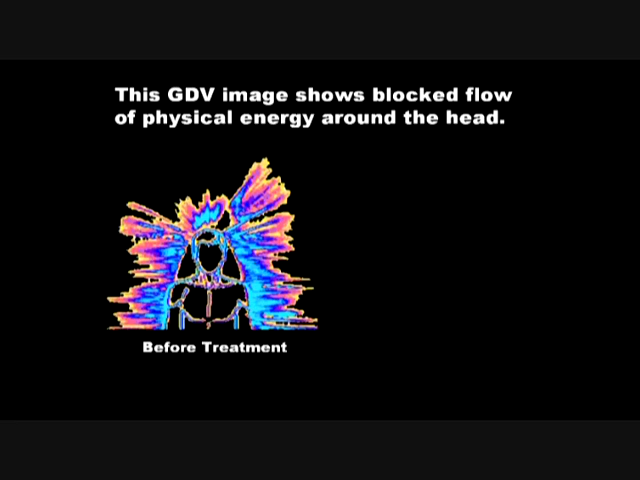 This GDV image shows blocked flow
of physical energy around the head.
Before Treatment